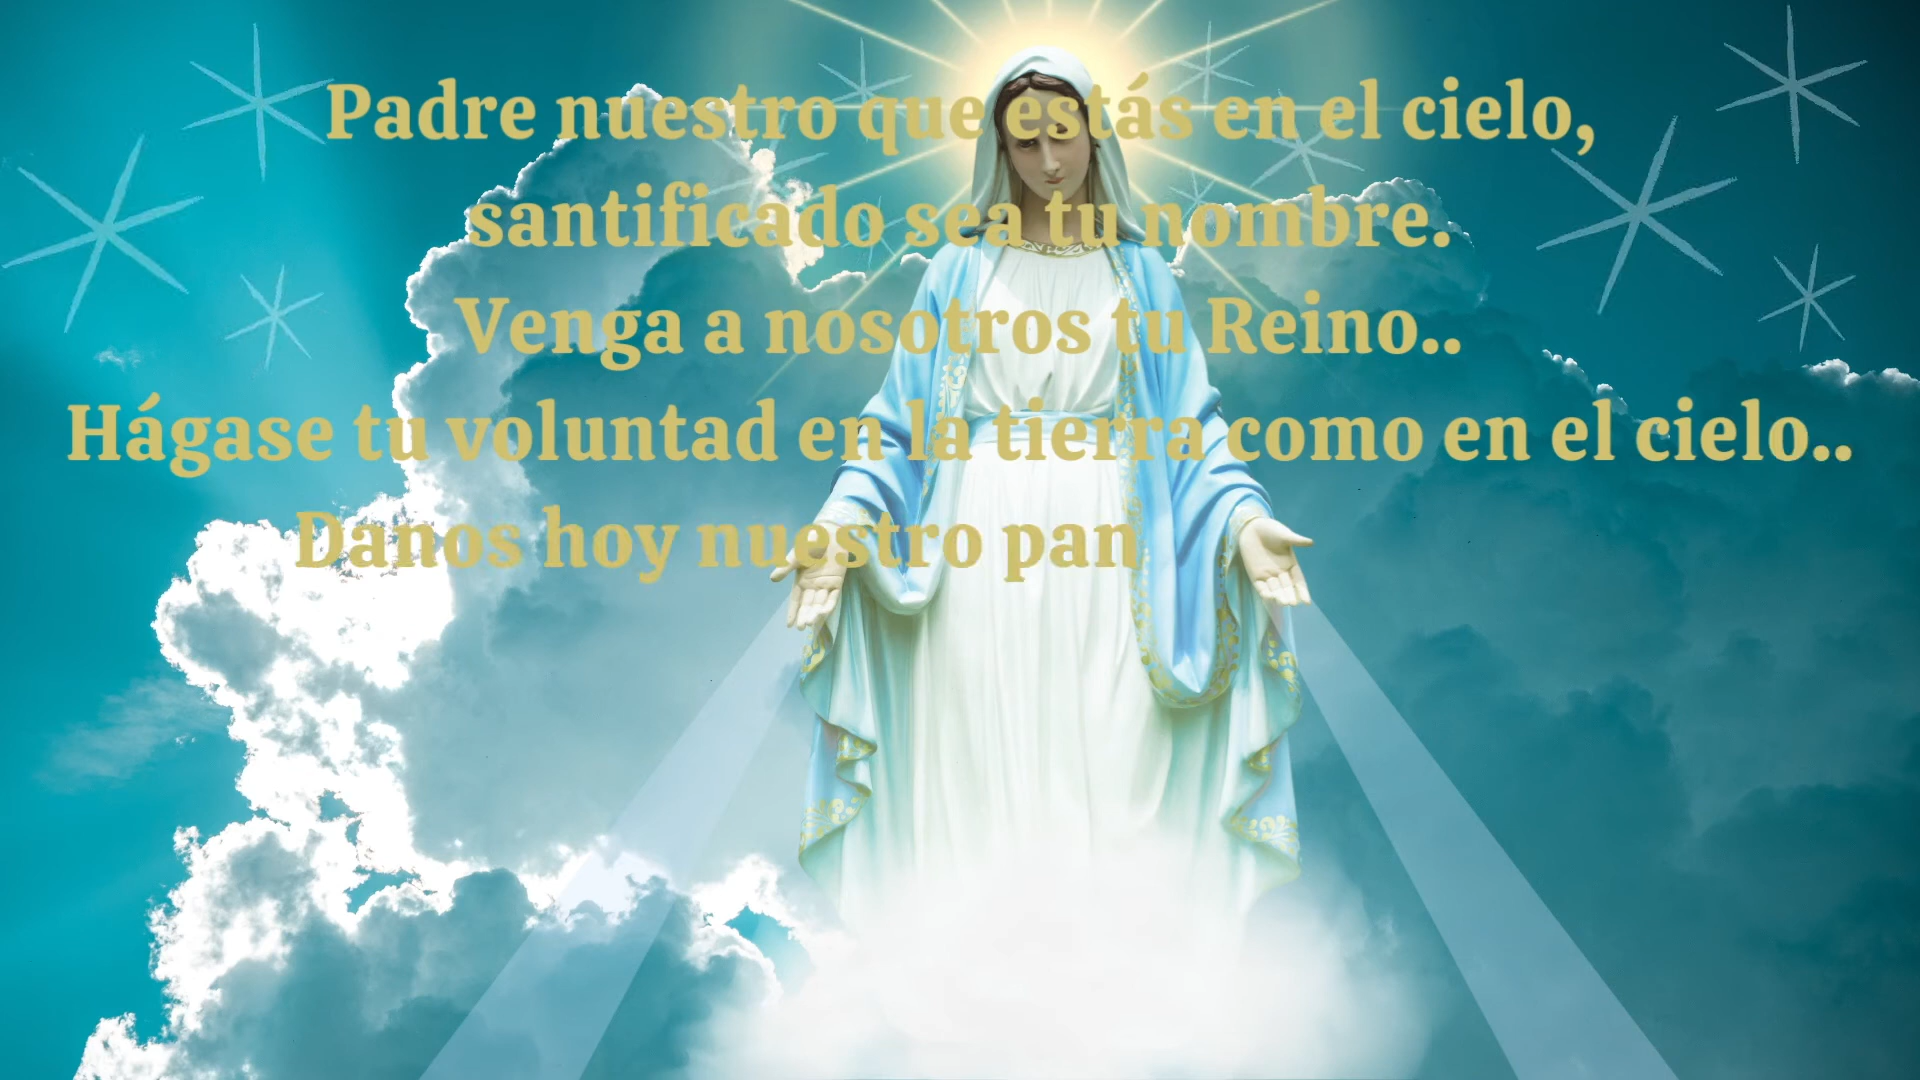 Padre nuestro que estás en el cielo,
santificado sea tu nombre.
Venga a nosotros tu Reino..
Hágase tu voluntad en la tierra como en el cielo..
Danos hoy nuestro pan